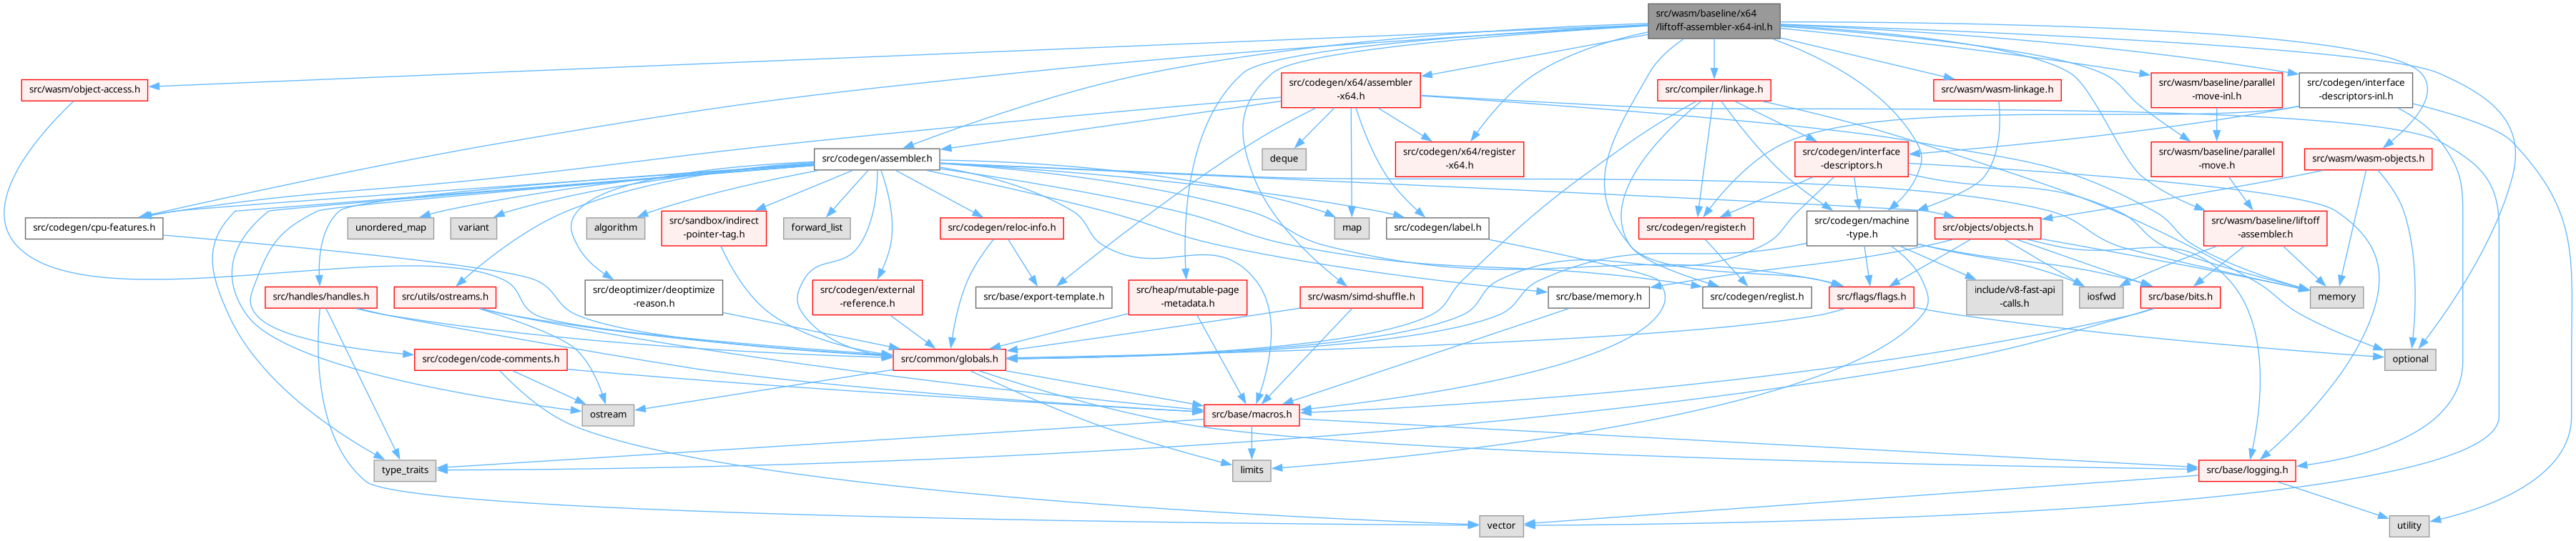 src/wasm/baseline/x64
/liftoff-assembler-x64-inl.h
src/wasm/object-access.h
src/codegen/x64/assembler
-x64.h
src/compiler/linkage.h
src/wasm/wasm-linkage.h
src/wasm/baseline/parallel
-move-inl.h
src/codegen/interface
-descriptors-inl.h
src/codegen/assembler.h
deque
src/codegen/x64/register
-x64.h
src/codegen/interface
-descriptors.h
src/wasm/baseline/parallel
-move.h
src/wasm/wasm-objects.h
src/codegen/cpu-features.h
unordered_map
variant
algorithm
src/sandbox/indirect
-pointer-tag.h
forward_list
src/codegen/reloc-info.h
map
src/codegen/label.h
src/codegen/register.h
src/codegen/machine
-type.h
src/objects/objects.h
src/wasm/baseline/liftoff
-assembler.h
src/handles/handles.h
src/utils/ostreams.h
src/deoptimizer/deoptimize
-reason.h
src/codegen/external
-reference.h
src/base/export-template.h
src/heap/mutable-page
-metadata.h
src/wasm/simd-shuffle.h
src/base/memory.h
src/codegen/reglist.h
src/flags/flags.h
include/v8-fast-api
-calls.h
iosfwd
src/base/bits.h
memory
src/codegen/code-comments.h
src/common/globals.h
optional
ostream
src/base/macros.h
type_traits
limits
src/base/logging.h
vector
utility